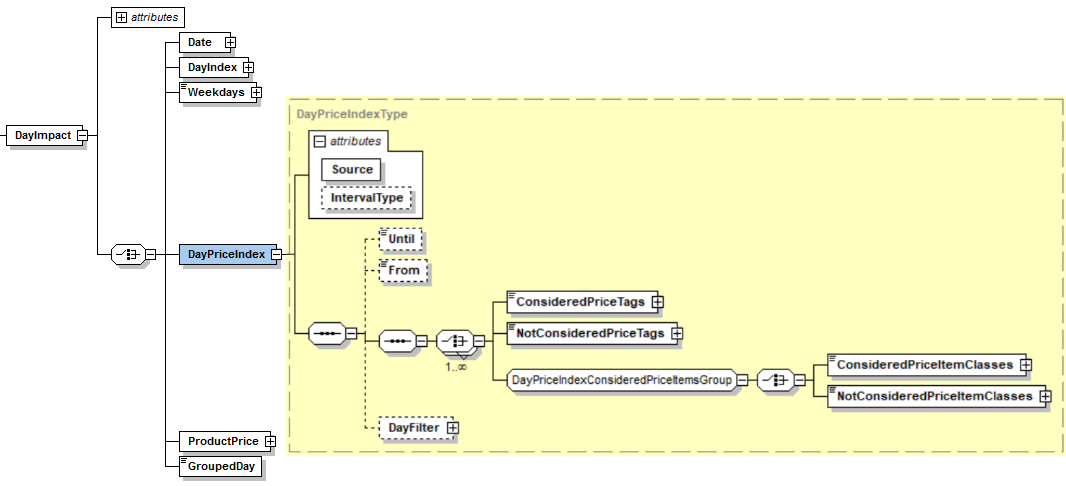 attributes
Date
DayIndex
Weekdays
DayImpact
DayPriceIndexType
attributes
Source
IntervalType
Until
DayPriceIndex
From
ConsideredPriceTags
NotConsideredPriceTags
1..∞
DayPriceIndexConsideredPriceItemsGroup
ConsideredPriceItemClasses
NotConsideredPriceItemClasses
DayFilter
ProductPrice
GroupedDay